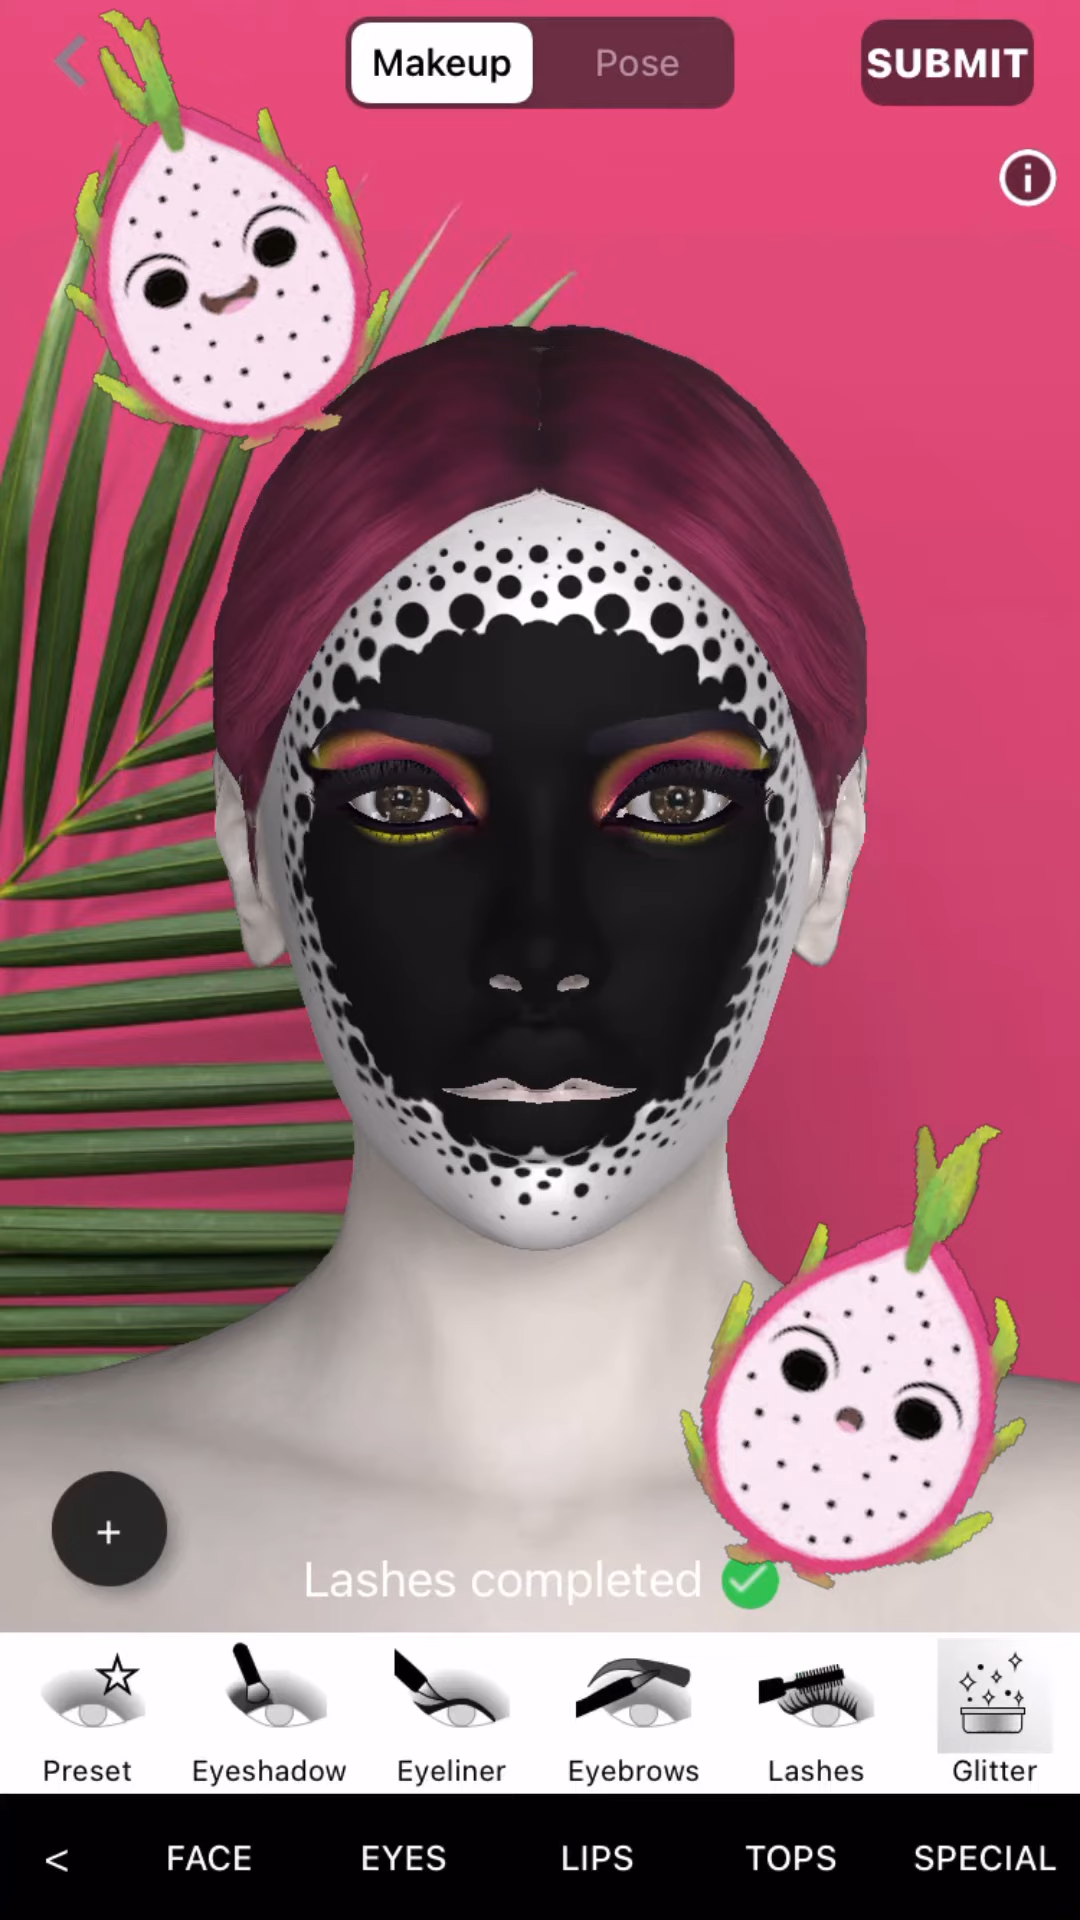 Makeup
Pose
SUBMIT
i
+
Lashes completed
Preset
Eyeshadow
Eyeliner
Eyebrows
Lashes
Glitter
<
FACE
EYES
LIPS
TOPS
SPECIAL